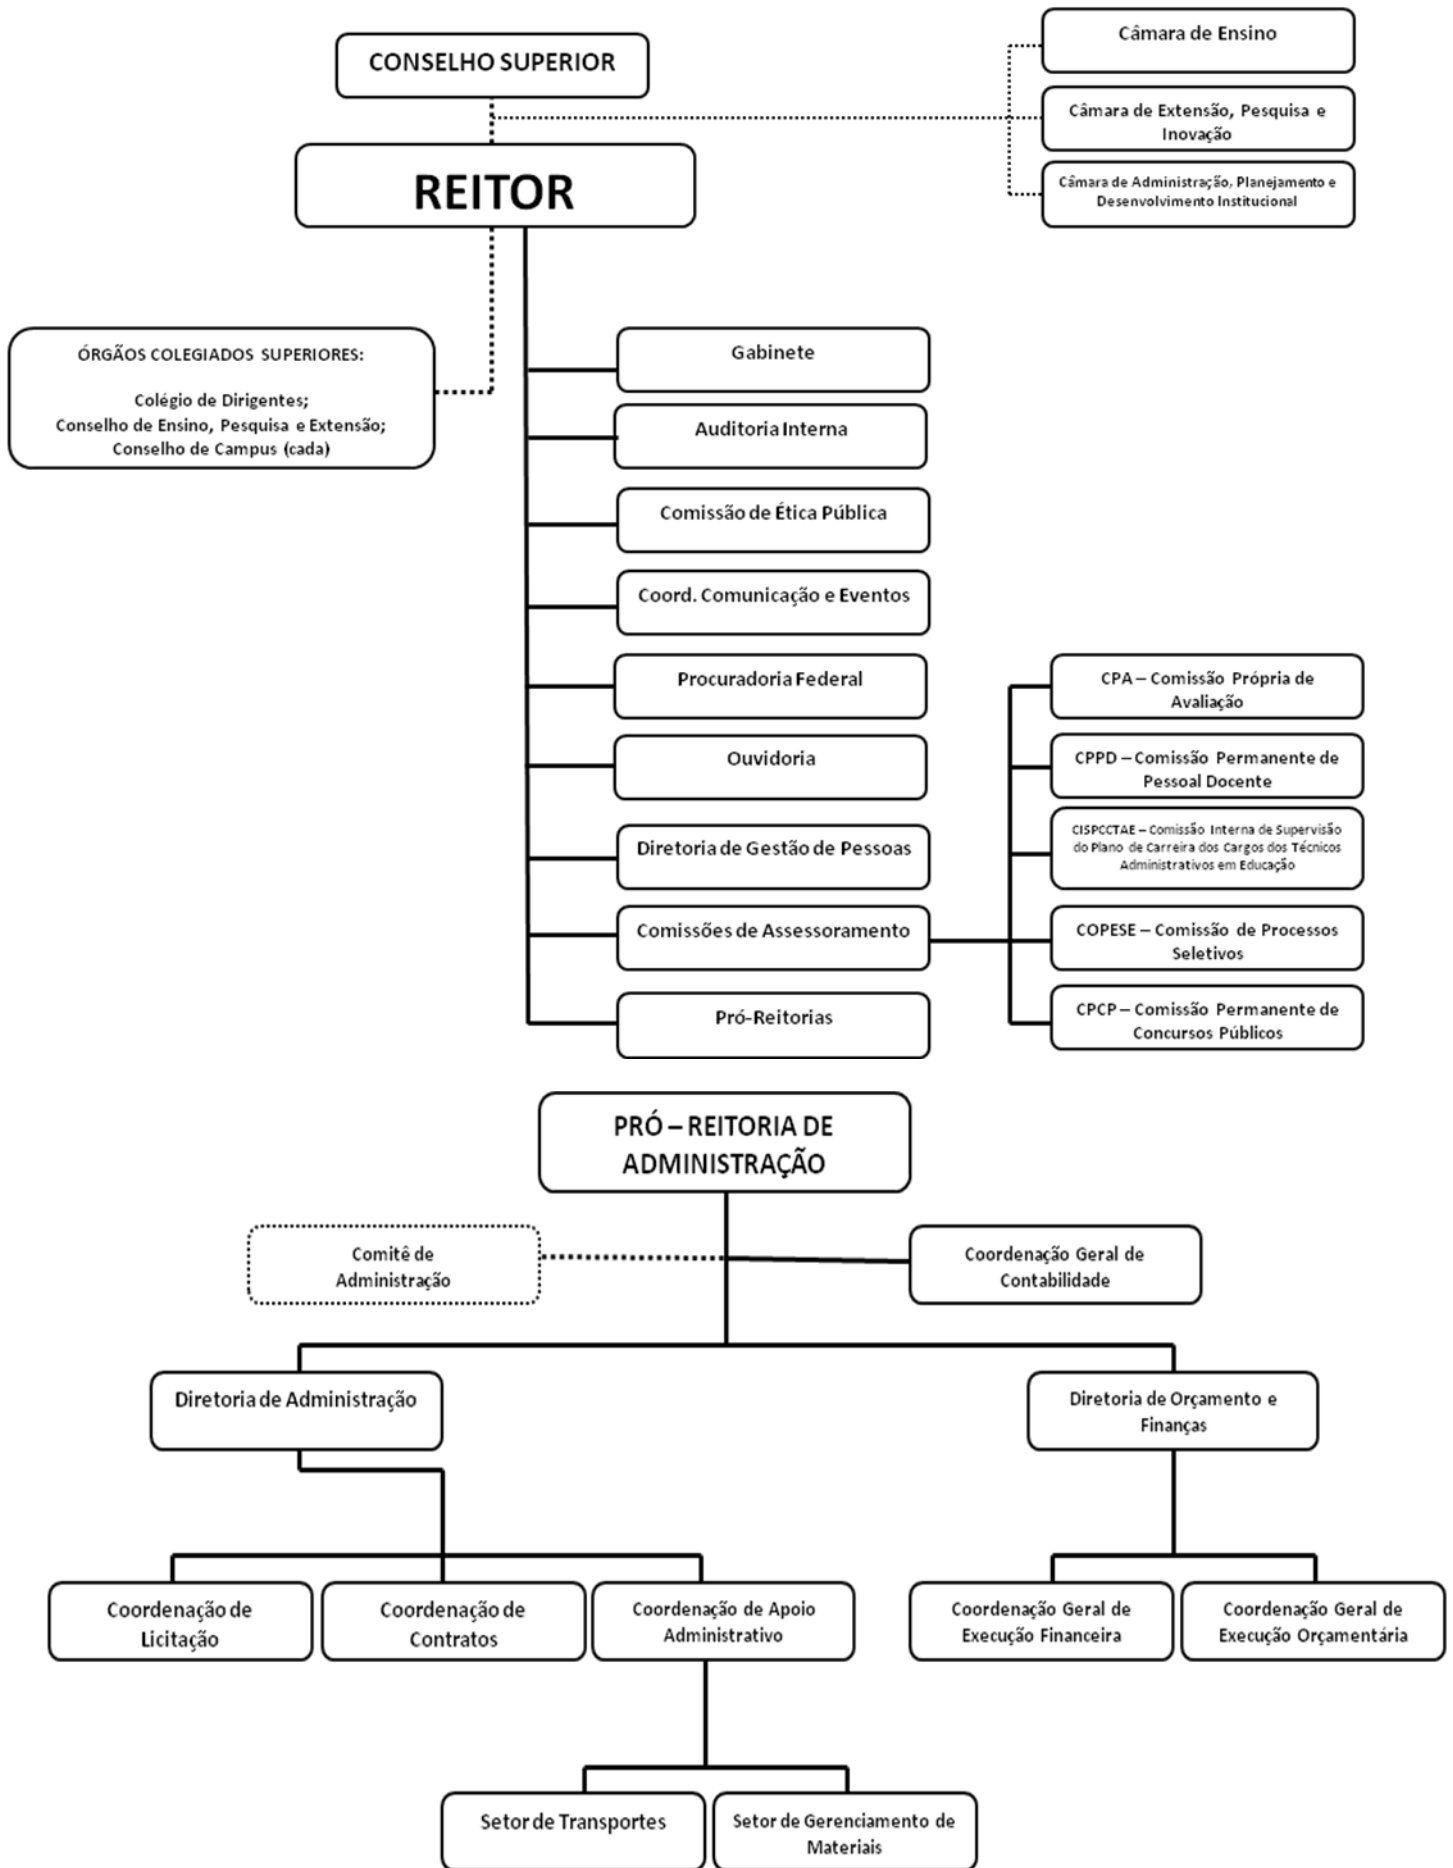 CONSELHO SUPERIOR
Câmara de Ensino
Câmara de Extensão, Pesquisa e
Inovação
Câmara de Administração, Planejamento e
Desenvolvimento Institucional
REITOR
ÓRGÃOS COLEGIADOS SUPERIORES:
Colégio de Dirigentes;
Conselho de Ensino, Pesquisa e Extensão;
Conselho de Campus (cada)
Gabinete
Auditoria Interna
Comissão de Ética Pública
Coord. Comunicação e Eventos
Procuradoria Federal
Ouvidoria
Diretoria de Gestão de Pessoas
Comissões de Assessoramento
Pró-Reitorias
CPA – Comissão Própria de
Avaliação
CPPD – Comissão Permanente de
Pessoal Docente
CISPCCTAE – Comissão Interna de Supervisão
do Plano de Carreira dos Cargos dos Técnicos
Administrativos em Educação
COPESE – Comissão de Processos
Seletivos
CPCP – Comissão Permanente de
Concursos Públicos
PRÓ – REITORIA DE
ADMINISTRAÇÃO
Comitê de
Administração
Coordenação Geral de
Contabilidade
Diretoria de Administração
Diretoria de Orçamento e
Finanças
Coordenação de
Licitação
Coordenação de
Contratos
Coordenação de Apoio
Administrativo
Coordenação Geral de
Execução Financeira
Coordenação Geral de
Execução Orçamentária
Setor de Transportes
Setor de Gerenciamento de
Materiais